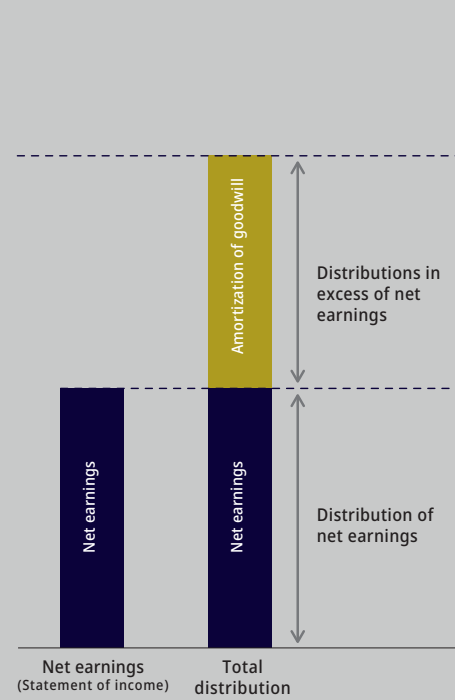 Amortization of goodwill
Distributions in
excess of net
earnings
Net earnings
Net earnings
Distribution of
net earnings
Net earnings
(Statement of income)
Total
distribution